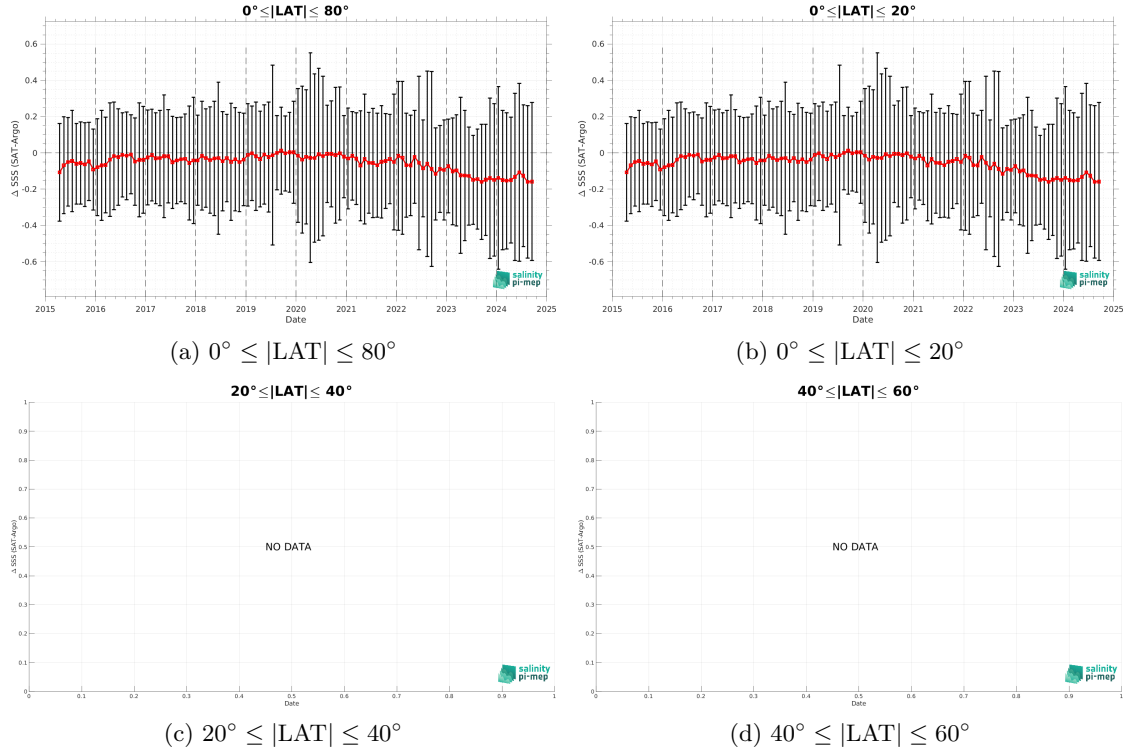 0°≤|LAT|≤ 80°
0.6
0.4
0.2
0
-0.2
-0.4
-0.6
Δ SSS (SAT-Argo)
2015 2016 2017 2018 2019 2020 2021 2022 2023 2024 2025
Date
salinity
pi-mep
(a) 0° ≤ |LAT| ≤ 80°
0°≤|LAT|≤ 20°
0.6
0.4
0.2
0
-0.2
-0.4
-0.6
Δ SSS (SAT-Argo)
2015 2016 2017 2018 2019 2020 2021 2022 2023 2024 2025
Date
salinity
pi-mep
(b) 0° ≤ |LAT| ≤ 20°
20°≤|LAT|≤ 40°
1
0.9
0.8
0.7
0.6
0.5
0.4
0.3
0.2
0.1
0
Δ SSS (SAT-Argo)
NO DATA
0 0.1 0.2 0.3 0.4 0.5 0.6 0.7 0.8 0.9 1
Date
salinity
pi-mep
(c) 20° ≤ |LAT| ≤ 40°
40°≤|LAT|≤ 60°
1
0.9
0.8
0.7
0.6
0.5
0.4
0.3
0.2
0.1
0
Δ SSS (SAT-Argo)
NO DATA
0 0.1 0.2 0.3 0.4 0.5 0.6 0.7 0.8 0.9 1
Date
salinity
pi-mep
(d) 40° ≤ |LAT| ≤ 60°